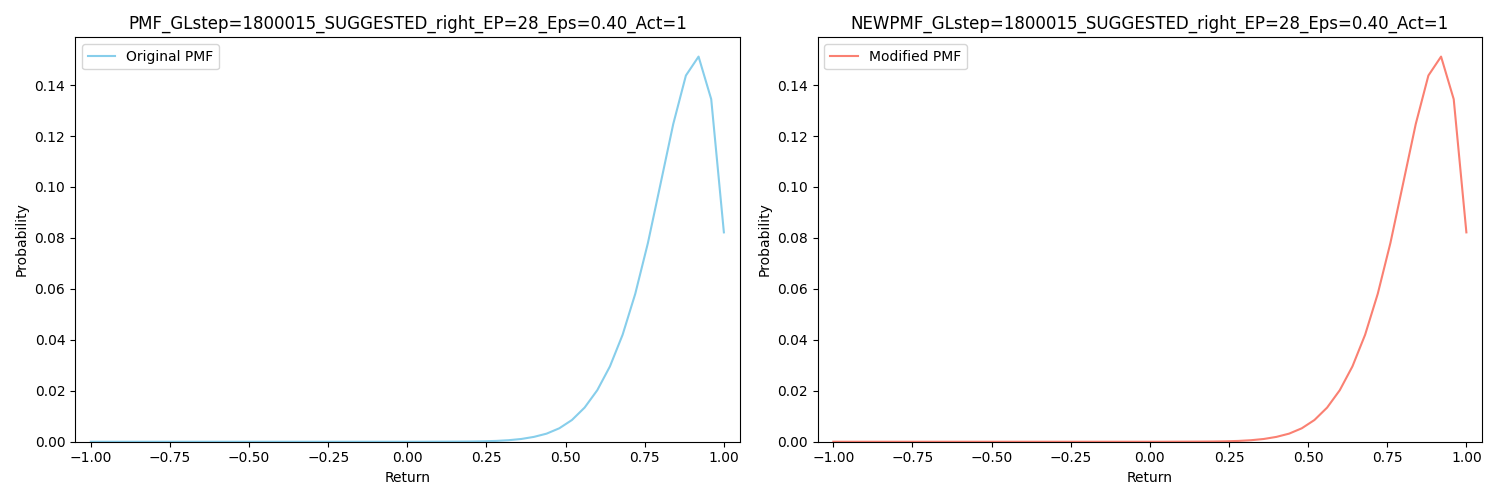 PMF_GLstep=1800015_SUGGESTED_right_EP=28_Eps=0.40_Act=1
Original PMF
Probability
0.14
0.12
0.10
0.08
0.06
0.04
0.02
0.00
−1.00 −0.75 −0.50 −0.25 0.00 0.25 0.50 0.75 1.00
Return
NEWPMF_GLstep=1800015_SUGGESTED_right_EP=28_Eps=0.40_Act=1
Modified PMF
Probability
0.14
0.12
0.10
0.08
0.06
0.04
0.02
0.00
−1.00 −0.75 −0.50 −0.25 0.00 0.25 0.50 0.75 1.00
Return